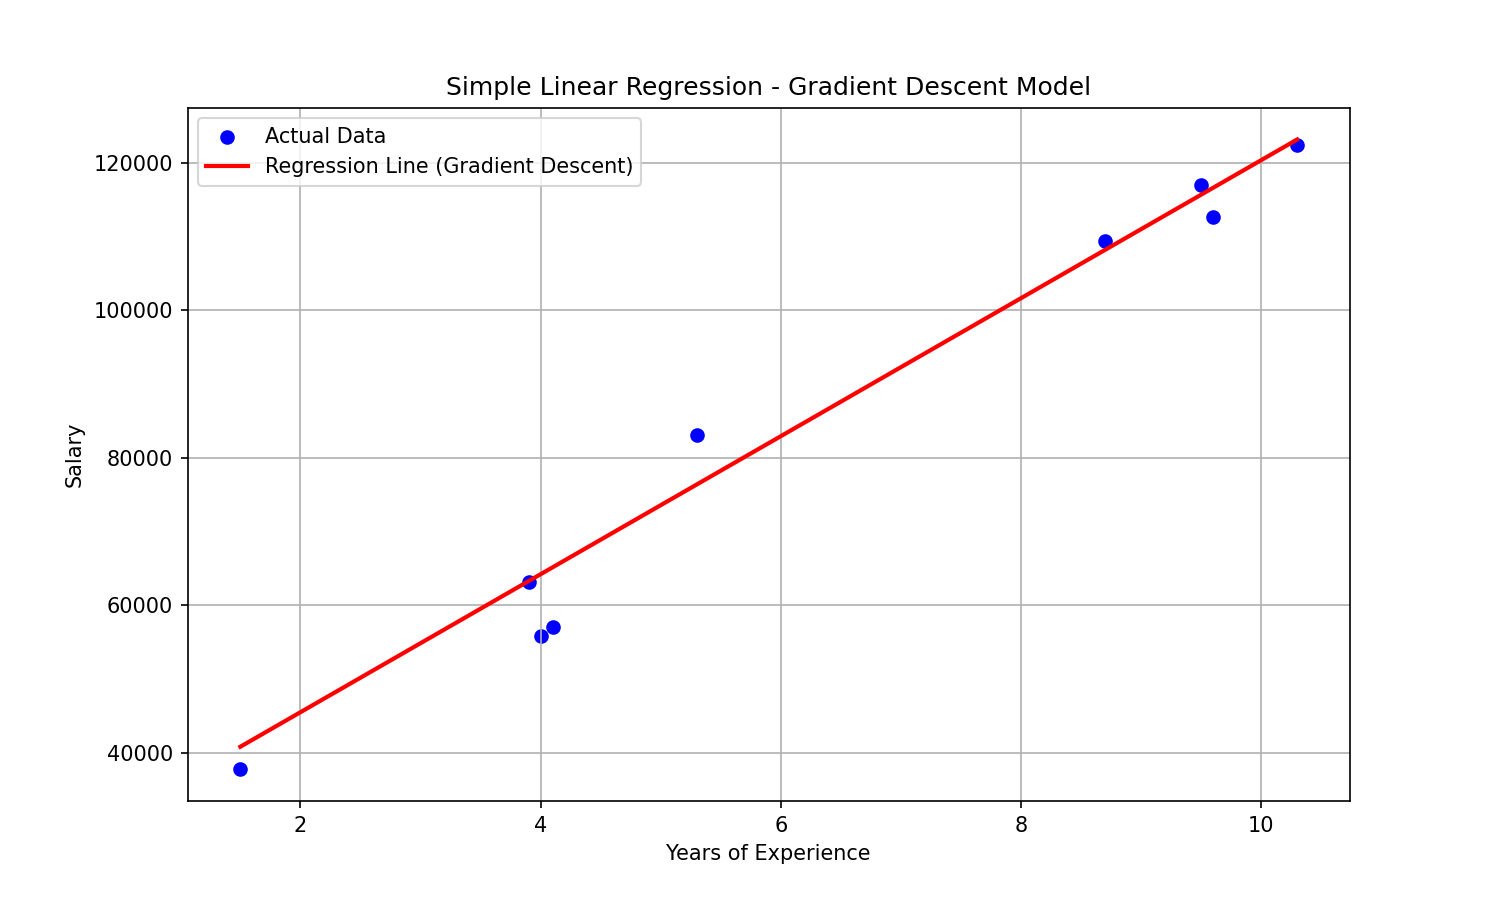 Simple Linear Regression - Gradient Descent Model
Actual Data
Regression Line (Gradient Descent)
120000
100000
80000
60000
40000
Salary
2 4 6 8 10
Years of Experience